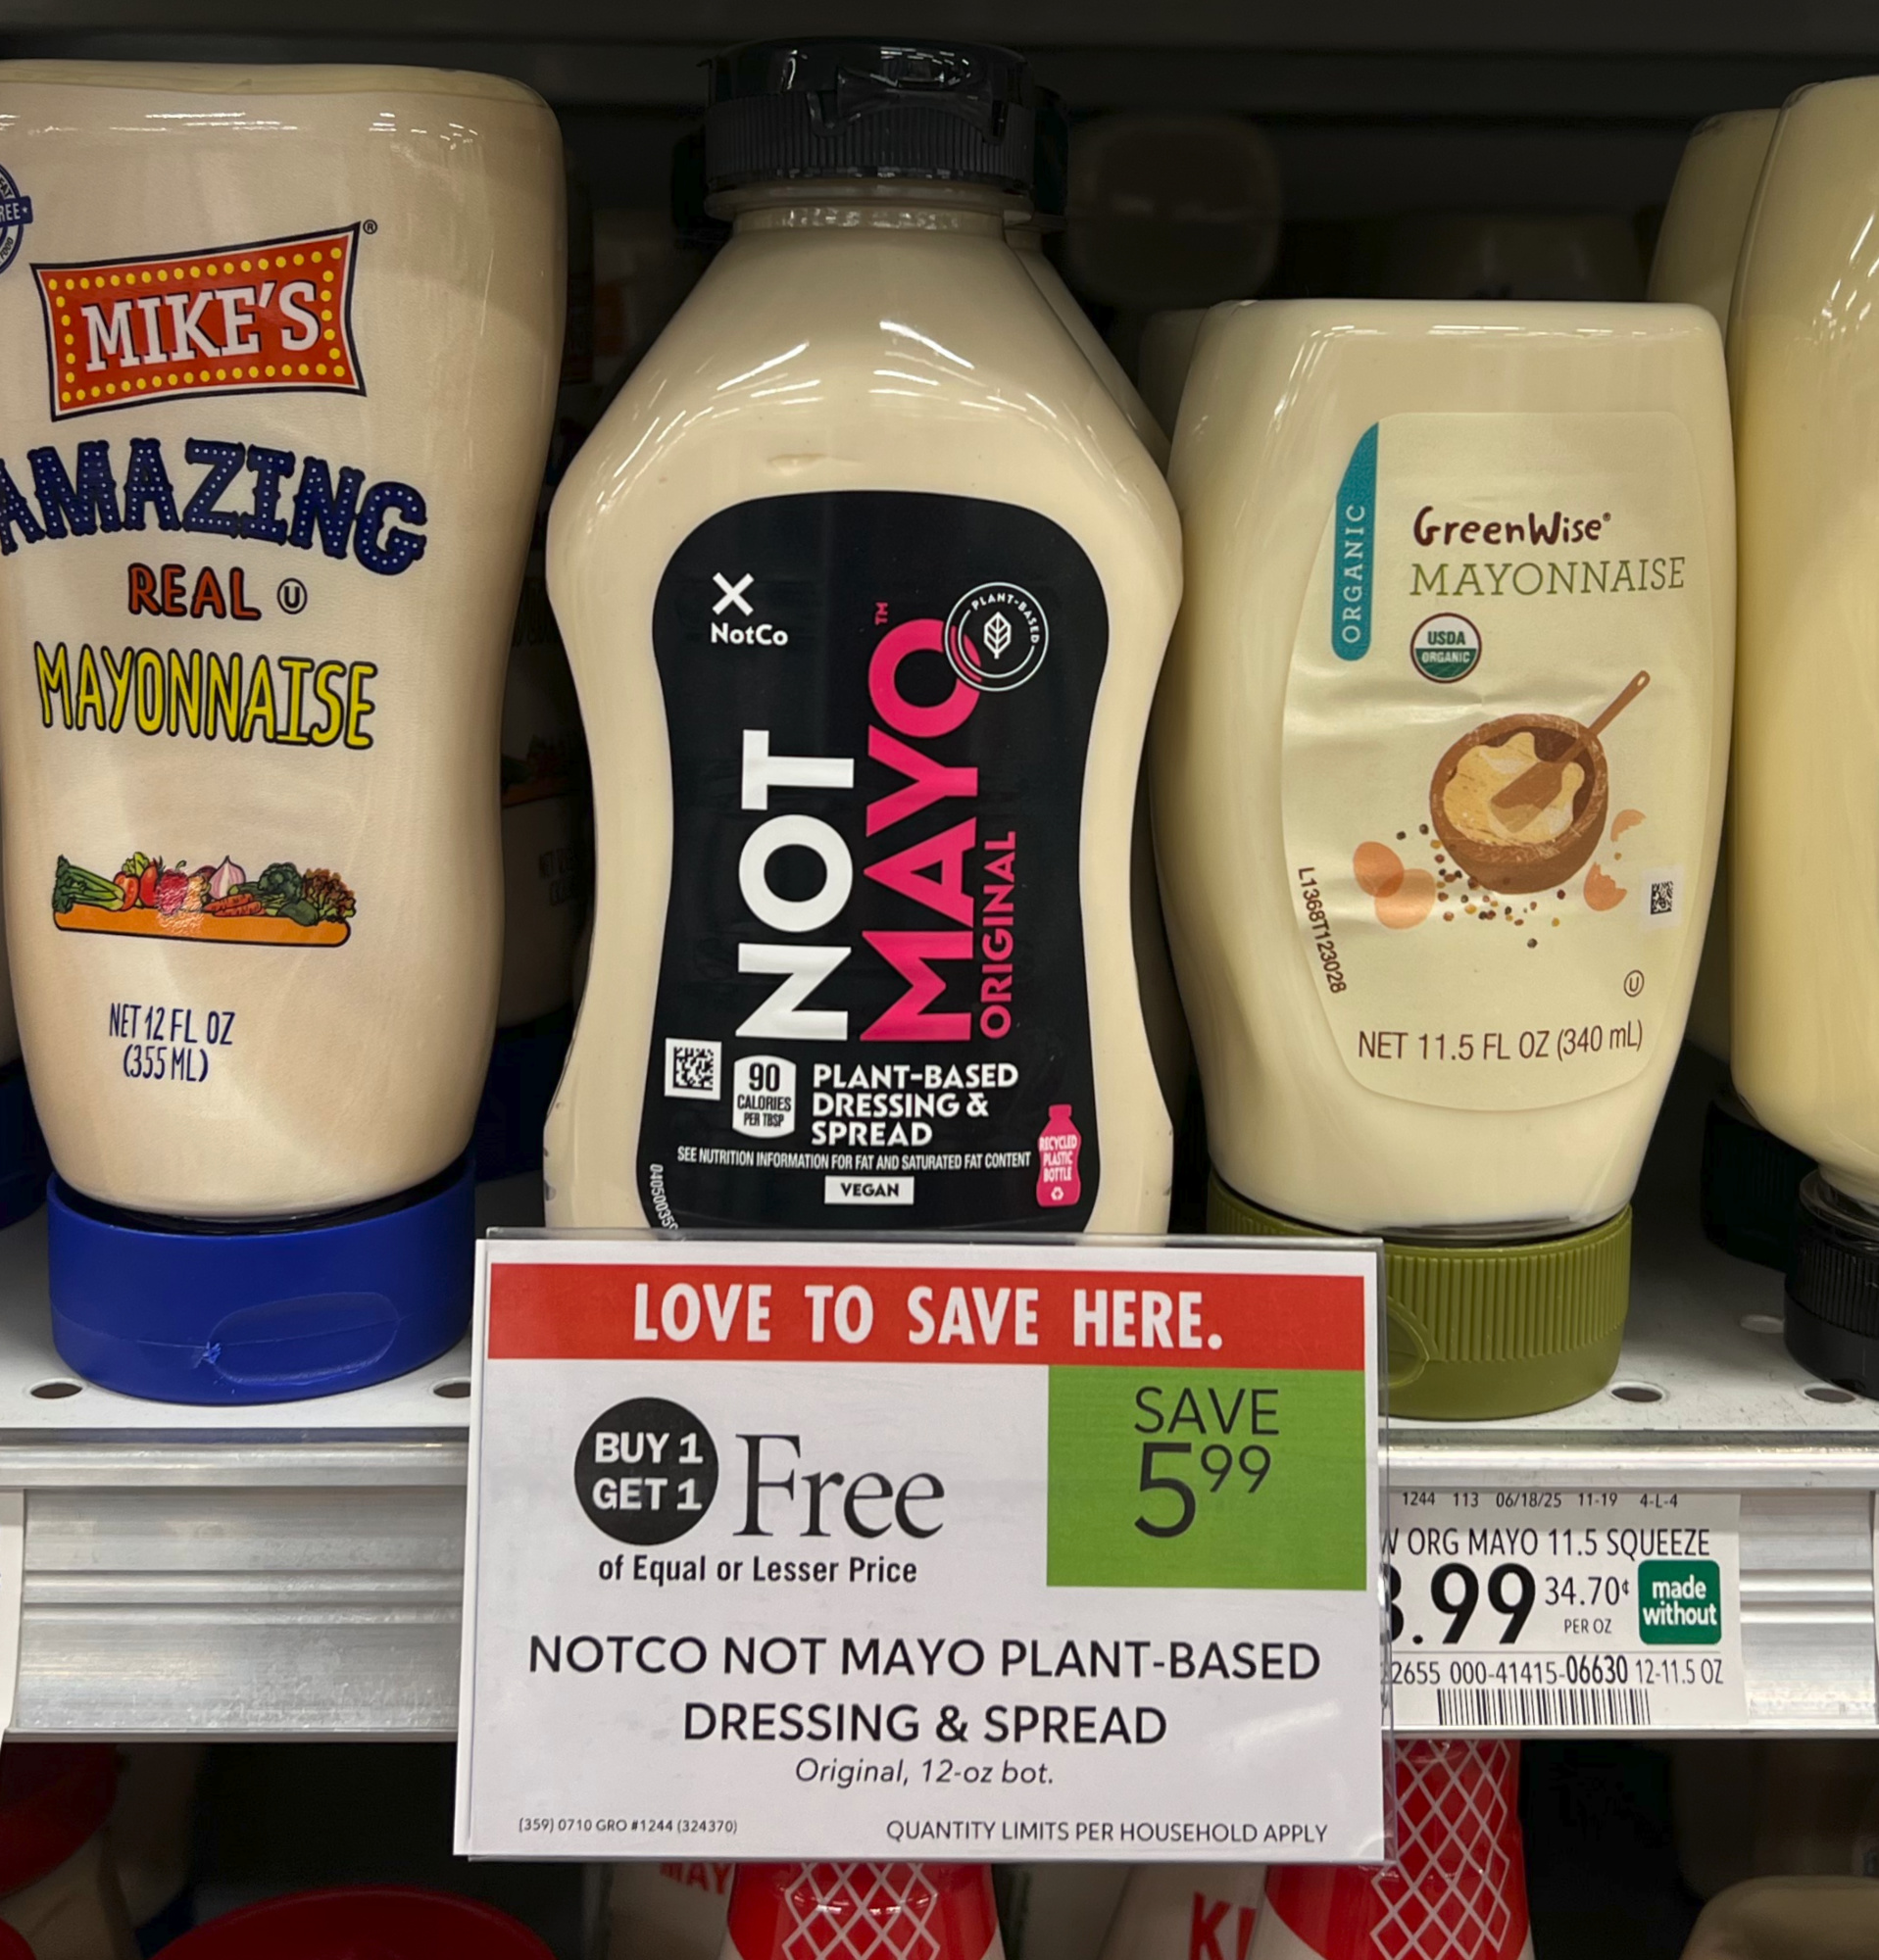 MIKE'S®
AMAZING
REAL U
MAYONNAISE
NET 12 FL OZ
(355 ML)
NotCo
PLANT-BASED
NOT
MAYO™
ORIGINAL
90
CALORIES
PER TBSP
PLANT-BASED
DRESSING &
SPREAD
SEE NUTRITION INFORMATION FOR FAT AND SATURATED FAT CONTENT
VEGAN
RECYCLED
PLASTIC
BOTTLE
ORGANIC
GreenWise®
MAYONNAISE
USDA
ORGANIC
L1368T123028
U
NET 11.5 FL OZ (340 mL)
LOVE TO SAVE HERE.
BUY 1
GET 1
Free
of Equal or Lesser Price
SAVE
5.99
NOTCO NOT MAYO PLANT-BASED
DRESSING & SPREAD
Original, 12-oz bot.
(359) 0710 GRO #1244 (324370)
QUANTITY LIMITS PER HOUSEHOLD APPLY
1244 113 06/18/25 11-19 4-L-4
ORG MAYO 11.5 SQUEEZE
.99
34.70¢
PER OZ
made
without
2655 000-41415-06630 12-11.5 OZ